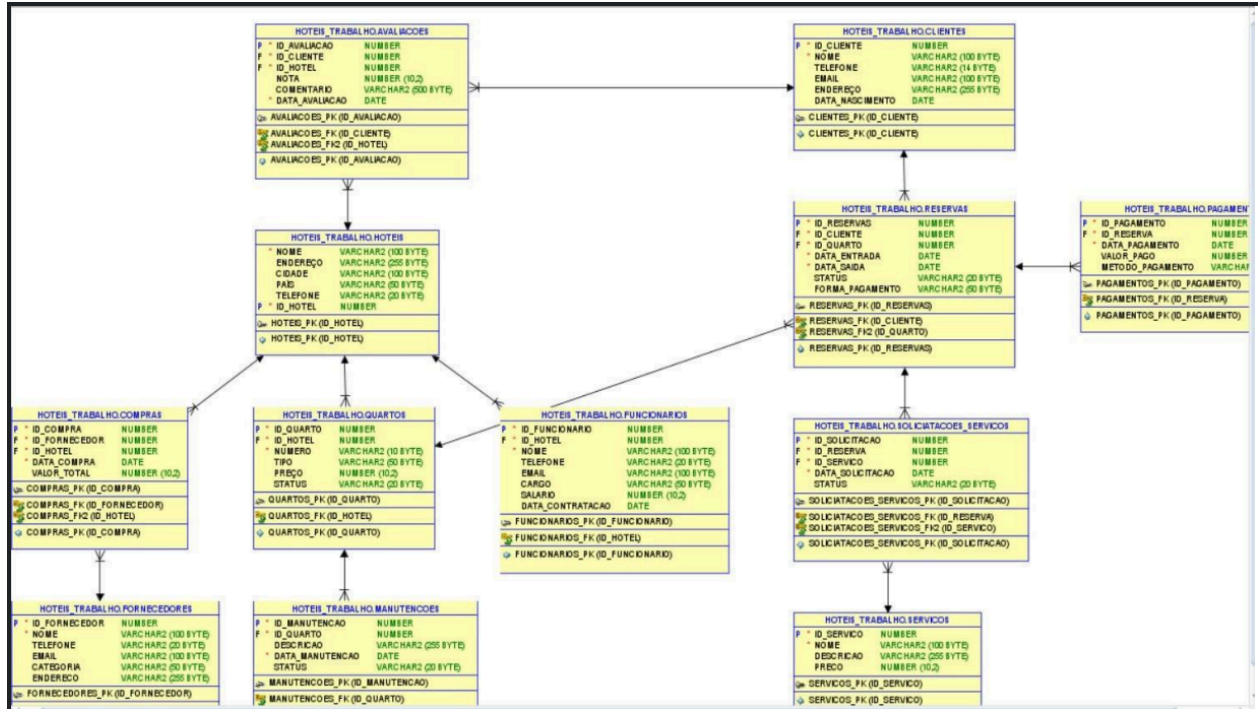 HOTEIS_TRABALHO.AVALIACOES
P * ID_AVALIACAO NUMBER
F * ID_CLIENTE NUMBER
F * ID_HOTEL NUMBER
NOTA NUMBER (10,2)
COMENTARIO VARCHAR2 (500 BYTE)
* DATA_AVALIACAO DATE
AVALIACOES_PK (ID_AVALIACAO)
AVALIACOES_FK (ID_CLIENTE)
AVALIACOES_FK2 (ID_HOTEL)
AVALIACOES_PK (ID_AVALIACAO)
HOTEIS_TRABALHO.CLIENTES
P * ID_CLIENTE NUMBER
* NOME VARCHAR2 (100 BYTE)
TELEFONE VARCHAR2 (14 BYTE)
EMAIL VARCHAR2 (100 BYTE)
ENDEREÇO VARCHAR2 (255 BYTE)
DATA_NASCIMENTO DATE
CLIENTES_PK (ID_CLIENTE)
CLIENTES_PK (ID_CLIENTE)
HOTEIS_TRABALHO.HOTEIS
* NOME VARCHAR2 (100 BYTE)
ENDEREÇO VARCHAR2 (255 BYTE)
CIDADE VARCHAR2 (100 BYTE)
PAÍS VARCHAR2 (50 BYTE)
TELEFONE VARCHAR2 (20 BYTE)
P * ID_HOTEL NUMBER
HOTEIS_PK (ID_HOTEL)
HOTEIS_PK (ID_HOTEL)
HOTEIS_TRABALHO.RESERVAS
P * ID_RESERVAS NUMBER
F * ID_CLIENTE NUMBER
F * ID_QUARTO NUMBER
* DATA_ENTRADA DATE
* DATA_SAIDA DATE
STATUS VARCHAR2 (20 BYTE)
FORMA_PAGAMENTO VARCHAR2 (50 BYTE)
RESERVAS_PK (ID_RESERVAS)
RESERVAS_FK (ID_CLIENTE)
RESERVAS_FK2 (ID_QUARTO)
RESERVAS_PK (ID_RESERVAS)
HOTEIS_TRABALHO.PAGAMENT
P * ID_PAGAMENTO NUMBER
F * ID_RESERVA NUMBER
* DATA_PAGAMENTO DATE
VALOR_PAGO NUMBER
METODO_PAGAMENTO VARCHAR
PAGAMENTOS_PK (ID_PAGAMENTO)
PAGAMENTOS_FK (ID_RESERVA)
PAGAMENTOS_PK (ID_PAGAMENTO)
HOTEIS_TRABALHO.COMPRAS
P * ID_COMPRA NUMBER
F * ID_FORNECEDOR NUMBER
F * ID_HOTEL NUMBER
* DATA_COMPRA DATE
VALOR_TOTAL NUMBER (10,2)
COMPRAS_PK (ID_COMPRA)
COMPRAS_FK (ID_FORNECEDOR)
COMPRAS_FK2 (ID_HOTEL)
COMPRAS_PK (ID_COMPRA)
HOTEIS_TRABALHO.QUARTOS
P * ID_QUARTO NUMBER
F * ID_HOTEL NUMBER
* NÚMERO VARCHAR2 (10 BYTE)
TIPO VARCHAR2 (50 BYTE)
PREÇO NUMBER (10,2)
STATUS VARCHAR2 (20 BYTE)
QUARTOS_PK (ID_QUARTO)
QUARTOS_FK (ID_HOTEL)
QUARTOS_PK (ID_QUARTO)
HOTEIS_TRABALHO.FUNCIONARIOS
P * ID_FUNCIONARIO NUMBER
F * ID_HOTEL NUMBER
* NOME VARCHAR2 (100 BYTE)
TELEFONE VARCHAR2 (20 BYTE)
EMAIL VARCHAR2 (100 BYTE)
CARGO VARCHAR2 (50 BYTE)
SALARIO NUMBER (10,2)
DATA_CONTRATACAO DATE
FUNCIONARIOS_PK (ID_FUNCIONARIO)
FUNCIONARIOS_FK (ID_HOTEL)
FUNCIONARIOS_PK (ID_FUNCIONARIO)
HOTEIS_TRABALHO.SOLICIATACOES_SERVICOS
P * ID_SOLICITACAO NUMBER
F * ID_RESERVA NUMBER
F * ID_SERVICO NUMBER
* DATA_SOLICITACAO DATE
STATUS VARCHAR2 (20 BYTE)
SOLICIATACOES_SERVICOS_PK (ID_SOLICITACAO)
SOLICIATACOES_SERVICOS_FK (ID_RESERVA)
SOLICIATACOES_SERVICOS_FK2 (ID_SERVICO)
SOLICIATACOES_SERVICOS_PK (ID_SOLICITACAO)
HOTEIS_TRABALHO.FORNECEDORES
P * ID_FORNECEDOR NUMBER
* NOME VARCHAR2 (100 BYTE)
TELEFONE VARCHAR2 (20 BYTE)
EMAIL VARCHAR2 (100 BYTE)
CATEGORIA VARCHAR2 (50 BYTE)
ENDERECO VARCHAR2 (255 BYTE)
FORNECEDORES_PK (ID_FORNECEDOR)
HOTEIS_TRABALHO.MANUTENCOES
P * ID_MANUTENCAO NUMBER
F * ID_QUARTO NUMBER
DESCRICAO VARCHAR2 (255 BYTE)
* DATA_MANUTENCAO DATE
STATUS VARCHAR2 (20 BYTE)
MANUTENCOES_PK (ID_MANUTENCAO)
MANUTENCOES_FK (ID_QUARTO)
HOTEIS_TRABALHO.SERVICOS
P * ID_SERVICO NUMBER
* NOME VARCHAR2 (100 BYTE)
DESCRICAO VARCHAR2 (255 BYTE)
PRECO NUMBER (10,2)
SERVICOS_PK (ID_SERVICO)
SERVICOS_PK (ID_SERVICO)